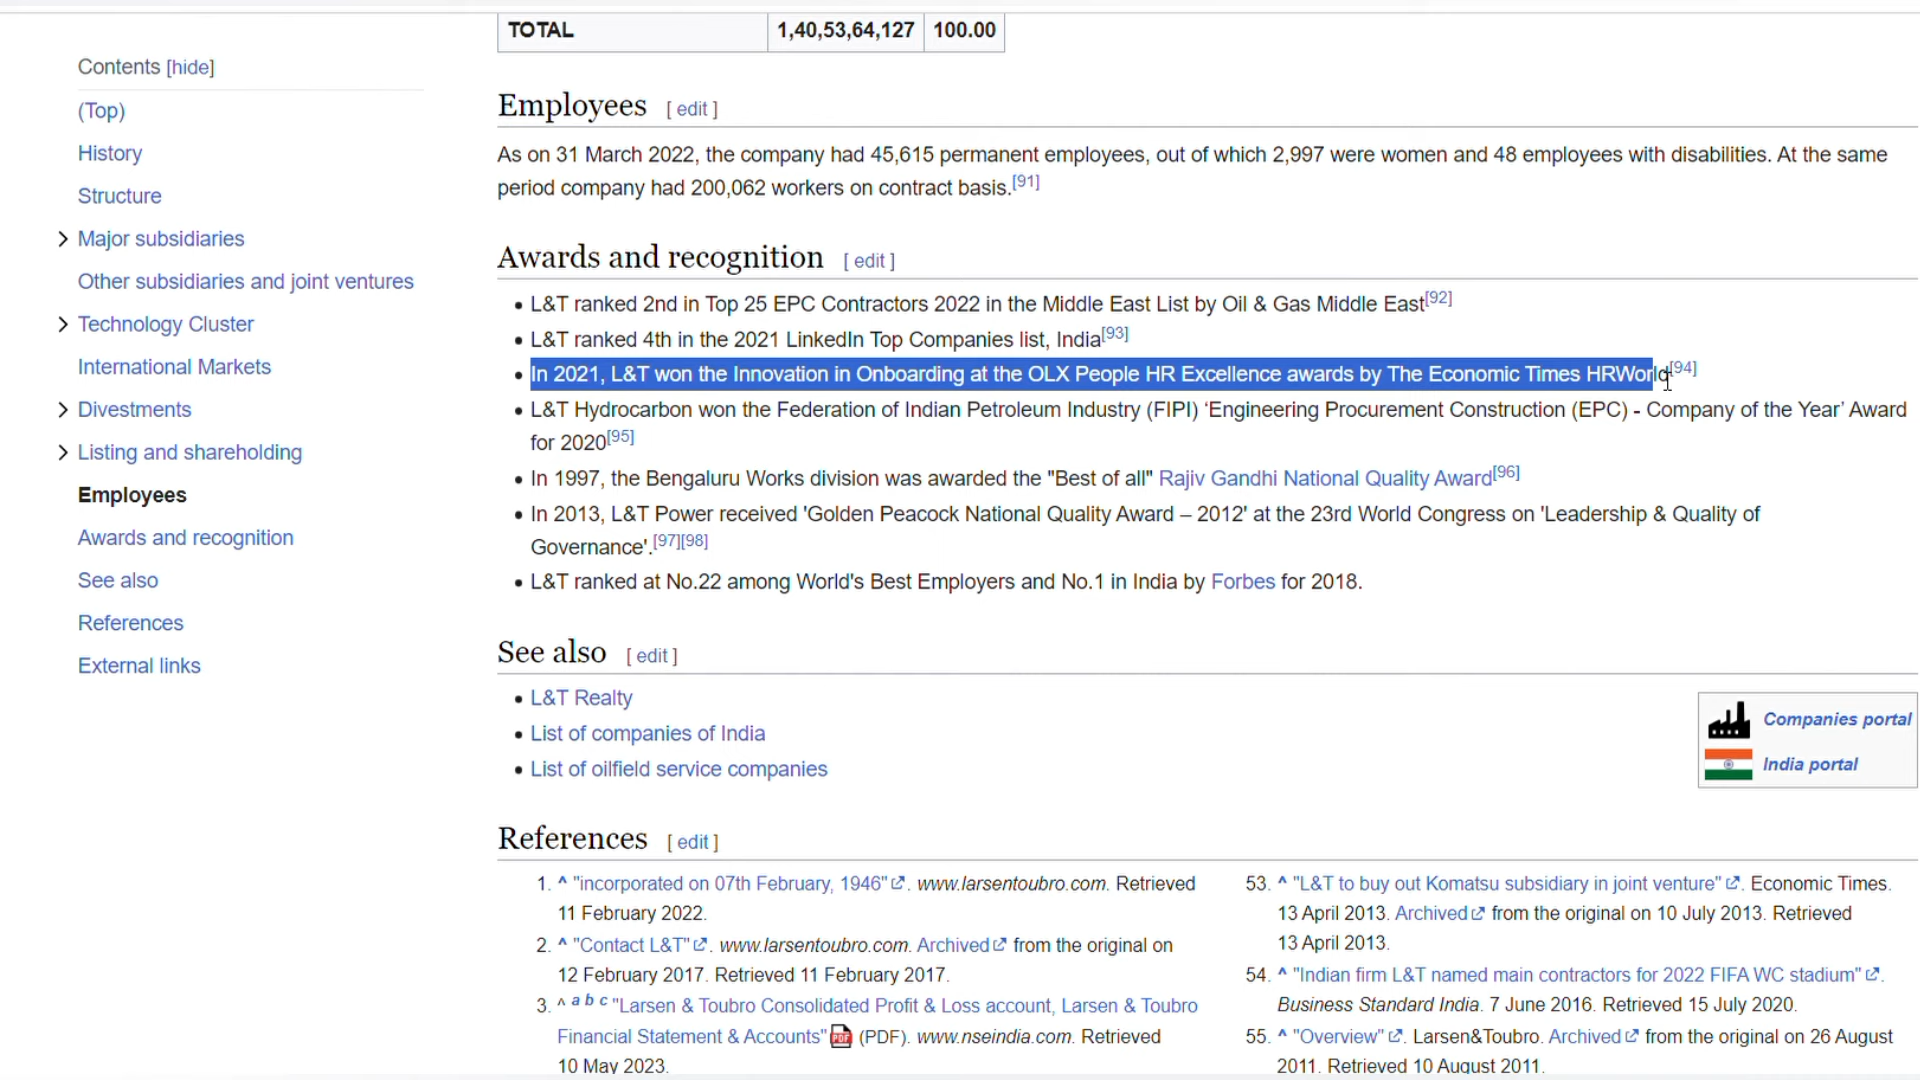 TOTAL 1,40,53,64,127 100.00
Contents [hide]
(Top)
History
Structure
Major subsidiaries
Other subsidiaries and joint ventures
Technology Cluster
International Markets
Divestments
Listing and shareholding
Employees
Awards and recognition
See also
References
External links
Employees [ edit ]
As on 31 March 2022, the company had 45,615 permanent employees, out of which 2,997 were women and 48 employees with disabilities. At the same
period company had 200,062 workers on contract basis.[91]
Awards and recognition [ edit ]
• L&T ranked 2nd in Top 25 EPC Contractors 2022 in the Middle East List by Oil & Gas Middle East[92]
• L&T ranked 4th in the 2021 LinkedIn Top Companies list, India[93]
• In 2021, L&T won the Innovation in Onboarding at the OLX People HR Excellence awards by The Economic Times HRWorld[94]
• L&T Hydrocarbon won the Federation of Indian Petroleum Industry (FIPI) ‘Engineering Procurement Construction (EPC) - Company of the Year’ Award
for 2020[95]
• In 1997, the Bengaluru Works division was awarded the "Best of all" Rajiv Gandhi National Quality Award[96]
• In 2013, L&T Power received 'Golden Peacock National Quality Award – 2012' at the 23rd World Congress on 'Leadership & Quality of
Governance'.[97][98]
• L&T ranked at No.22 among World's Best Employers and No.1 in India by Forbes for 2018.
See also [ edit ]
• L&T Realty
• List of companies of India
• List of oilfield service companies
Companies portal
India portal
References [ edit ]
1. ^ "incorporated on 07th February, 1946". www.larsentoubro.com. Retrieved
11 February 2022.
2. ^ "Contact L&T". www.larsentoubro.com. Archived from the original on
12 February 2017. Retrieved 11 February 2017.
3. ^ a b c "Larsen & Toubro Consolidated Profit & Loss account, Larsen & Toubro
Financial Statement & Accounts" (PDF). www.nseindia.com. Retrieved
10 May 2023.
53. ^ "L&T to buy out Komatsu subsidiary in joint venture". Economic Times.
13 April 2013. Archived from the original on 10 July 2013. Retrieved
13 April 2013.
54. ^ "Indian firm L&T named main contractors for 2022 FIFA WC stadium".
Business Standard India. 7 June 2016. Retrieved 15 July 2020.
55. ^ "Overview". Larsen&Toubro. Archived from the original on 26 August
2011. Retrieved 10 August 2011.